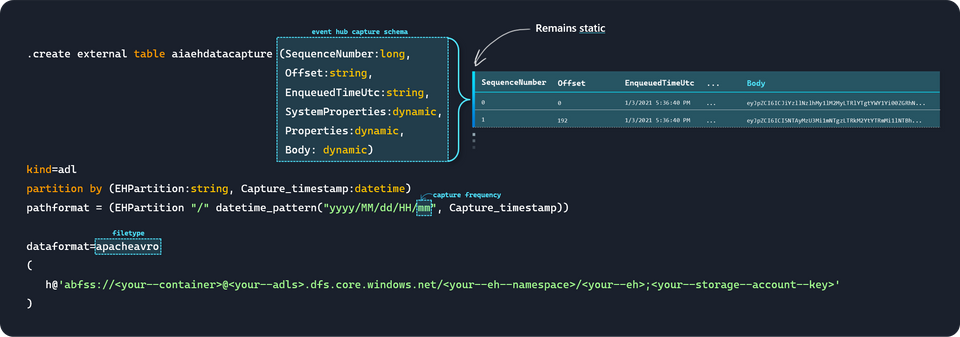 event hub capture schema
Remains static
.create external table aiaehdatacapture (SequenceNumber:long,
Offset:string,
EnqueuedTimeUtc:string,
SystemProperties:dynamic,
Properties:dynamic,
Body: dynamic)
SequenceNumber Offset EnqueuedTimeUtc ... Body
0 0 1/3/2021 5:36:40 PM ...
1 192 1/3/2021 5:36:40 PM ...
kind=adl
partition by (EHPartition:string, Capture_timestamp:datetime)
capture frequency
pathformat = (EHPartition "/" datetime_pattern("yyyy/MM/dd/HH/mm", Capture_timestamp))
filetype
dataformat=apacheavro
(
h@'abfss://<your--container>@<your--adls>.dfs.core.windows.net/<your--eh--namespace>/<your--eh>;<your--storage--account--key>'
)